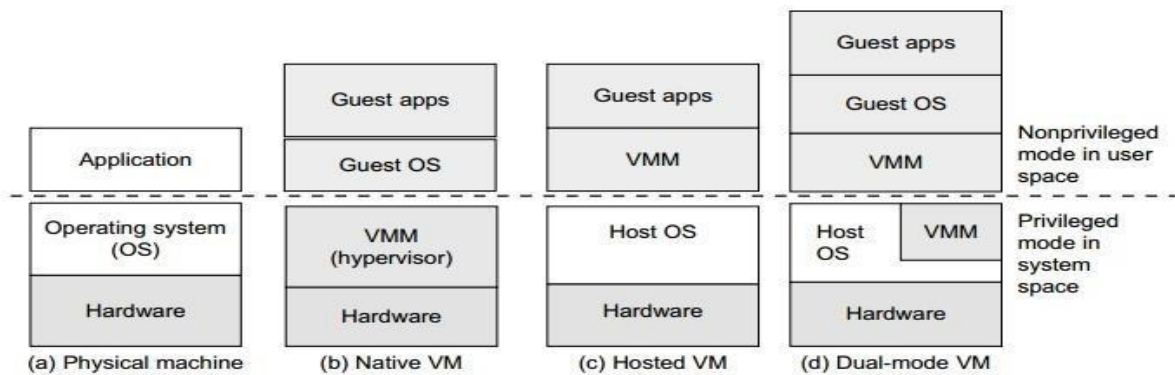 Application
Operating system
(OS)
Hardware
(a) Physical machine
Guest apps
Guest OS
VMM
(hypervisor)
Hardware
(b) Native VM
Guest apps
VMM
Host OS
Hardware
(c) Hosted VM
Guest apps
Guest OS
VMM
Host
OS
VMM
Hardware
(d) Dual-mode VM
Nonprivileged
mode in user
space
Privileged
mode in
system
space